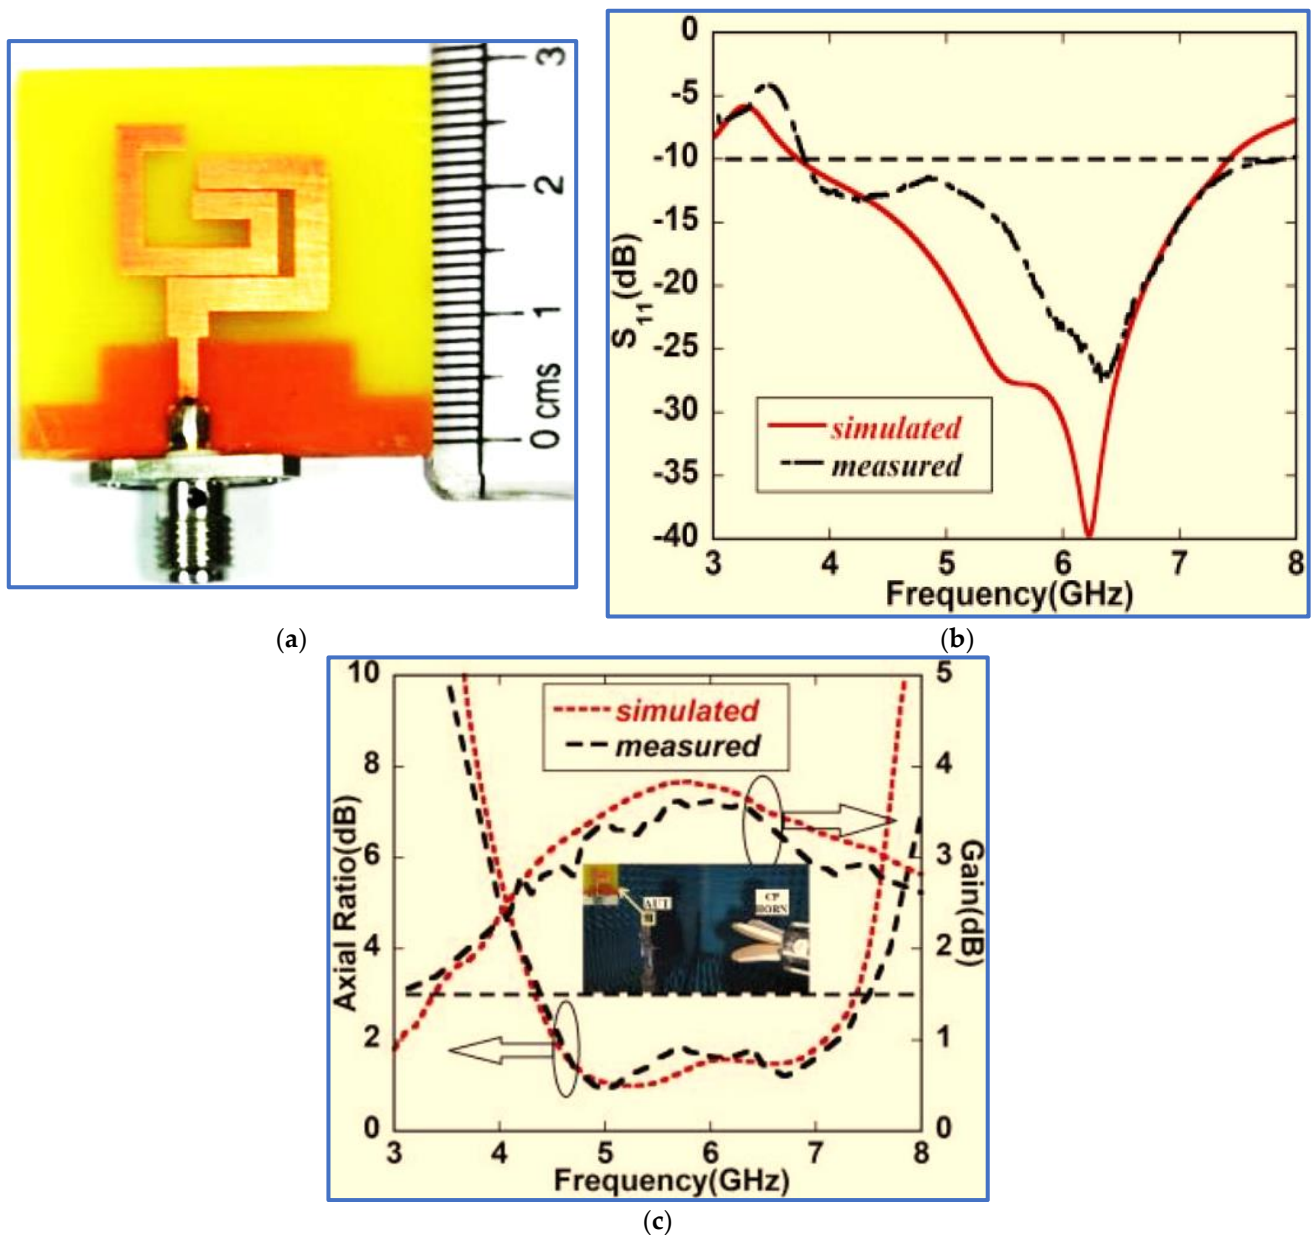 3
2
1
0 cms
(a)
0
-5
-10
-15
-20
-25
-30
-35
-40
S11(dB)
simulated
measured
3 4 5 6 7 8
Frequency(GHz)
(b)
10
8
6
4
2
0
Axial Ratio(dB)
simulated
measured
AUT
CP
HORN
5
4
3
2
1
0
Gain(dB)
3 4 5 6 7 8
Frequency(GHz)
(c)